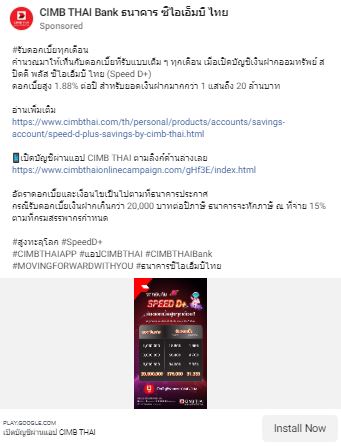 CIMB THAI Bank ธนาคาร ซีไอเอ็มบี ไทย
Sponsored
#รับดอกเบี้ยทุกเดือน
คำนวณมาให้เห็นกับดอกเบี้ยที่รับแบบเต็ม ๆ ทุกเดือน เมื่อเปิดบัญชีเงินฝากออมทรัพย์ ส
ปีดดี พลัส ซีไอเอ็มบี ไทย (Speed D+)
ดอกเบี้ยสูง 1.88% ต่อปี สำหรับยอดเงินฝากมากกว่า 1 แสนถึง 20 ล้านบาท
อ่านเพิ่มเติม
https://www.cimbthai.com/th/personal/products/accounts/savings-
account/speed-d-plus-savings-by-cimb-thai.html
เปิดบัญชีผ่านแอป CIMB THAI ตามลิงค์ด้านล่างเลย
https://www.cimbthaionlinecampaign.com/gHf3E/index.html
อัตราดอกเบี้ยและเงื่อนไขเป็นไปตามที่ธนาคารประกาศ
กรณีรับดอกเบี้ยเงินฝากเกินกว่า 20,000 บาทต่อปีภาษี ธนาคารจะหักภาษี ณ ที่จ่าย 15%
ตามที่กรมสรรพากรกำหนด
#สูงทะลุโลก #SpeedD+
#CIMBTHAIAPP #แอปCIMBTHAI #CIMBTHAIBank
#MOVINGFORWARDWITHYOU #ธนาคารซีไอเอ็มบีไทย
SPEED D+
PLAY.GOOGLE.COM
เปิดบัญชีผ่านแอป CIMB THAI
Install Now